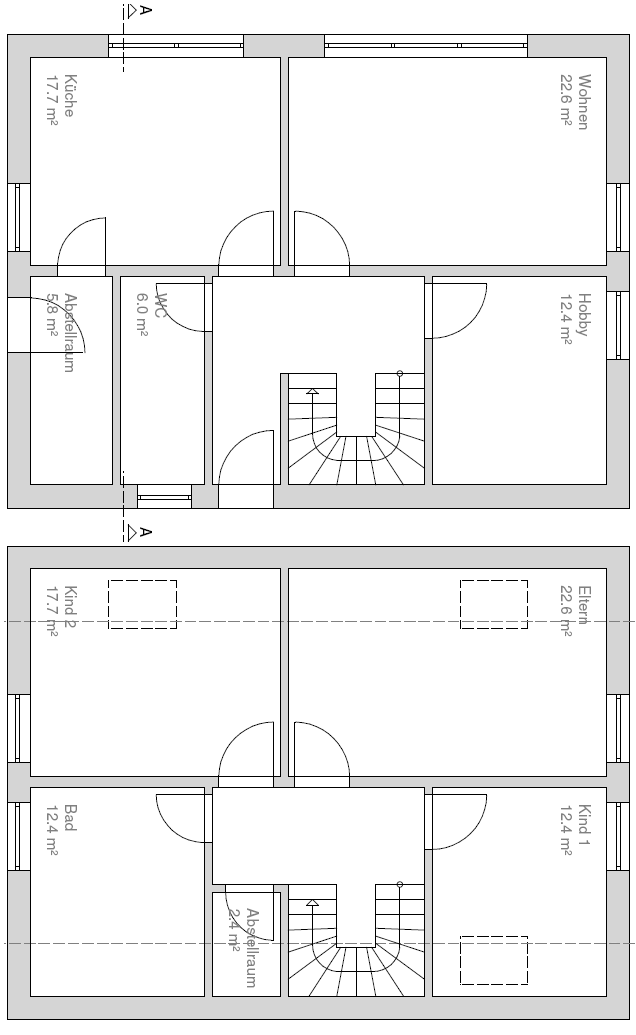 A
Küche
17.7 m²
Wohnen
22.6 m²
Abstellraum
5.8 m²
WC
6.0 m²
Hobby
12.4 m²
A
Kind 2
17.7 m²
Eltern
22.6 m²
Bad
12.4 m²
Kind 1
12.4 m²
Abstellraum
2.4 m²